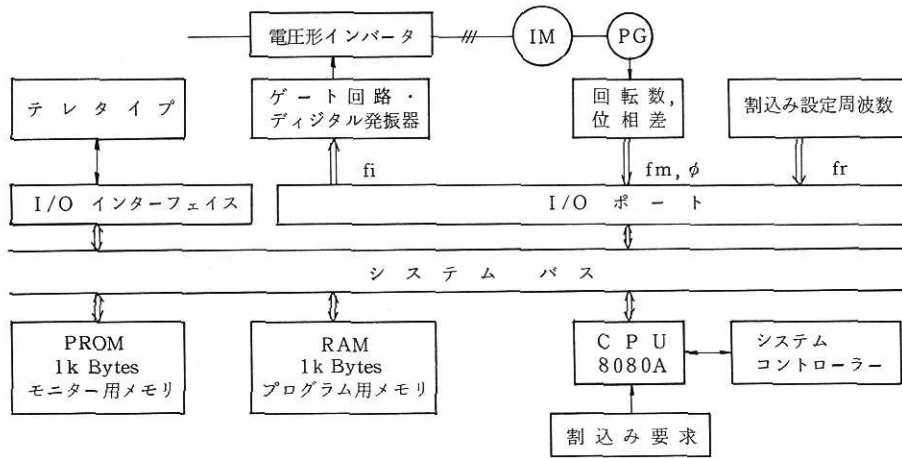 電圧形インバータ
IM
PG
テレタイプ
ゲート回路・
ディジタル発振器
回転数,
位相差
割込み設定周波数
fi
fm, φ
fr
I/O インターフェイス
I/O ポート
システム バス
PROM
1k Bytes
モニター用メモリ
RAM
1k Bytes
プログラム用メモリ
CPU
8080A
システム
コントローラー
割込み要求